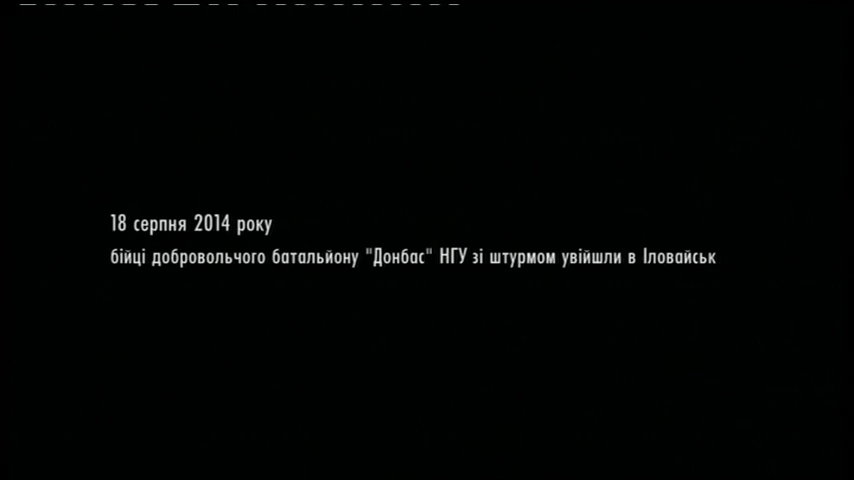 18 серпня 2014 року
бійці добровольчого батальйону "Донбас" НГУ зі штурмом увійшли в Іловайськ